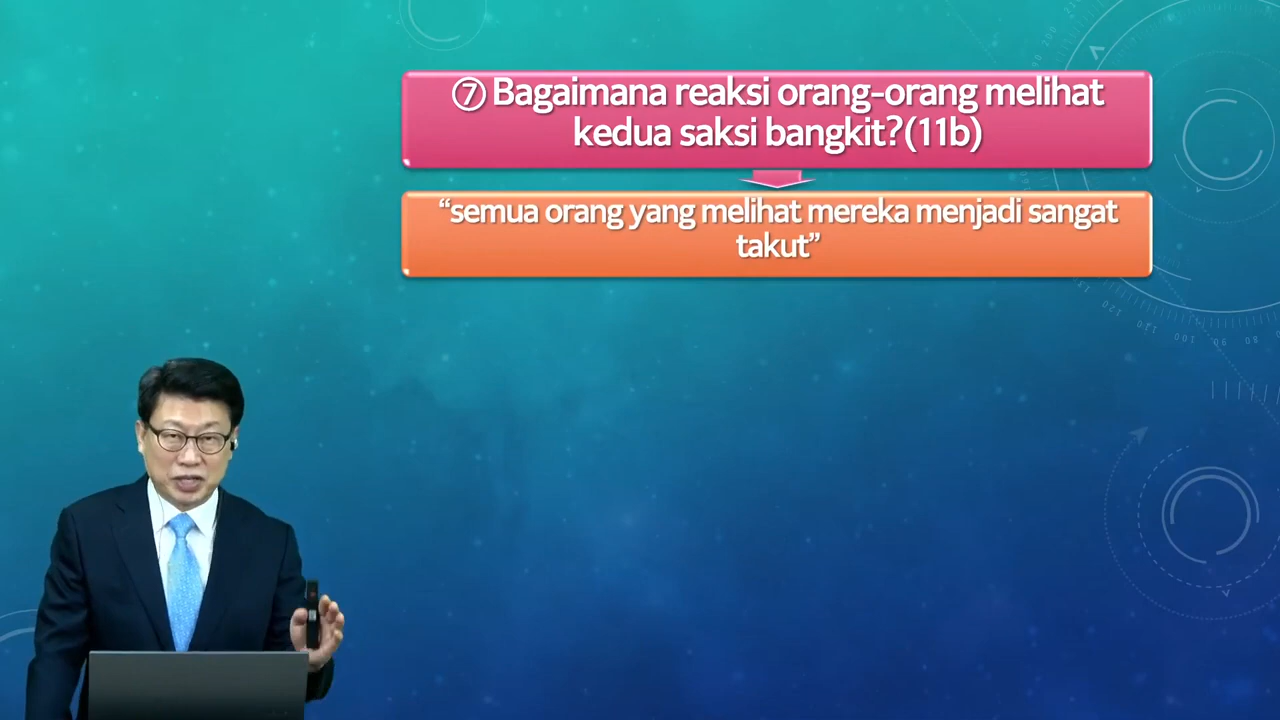 ⑦ Bagaimana reaksi orang-orang melihat
kedua saksi bangkit?(11b)
“semua orang yang melihat mereka menjadi sangat
takut”